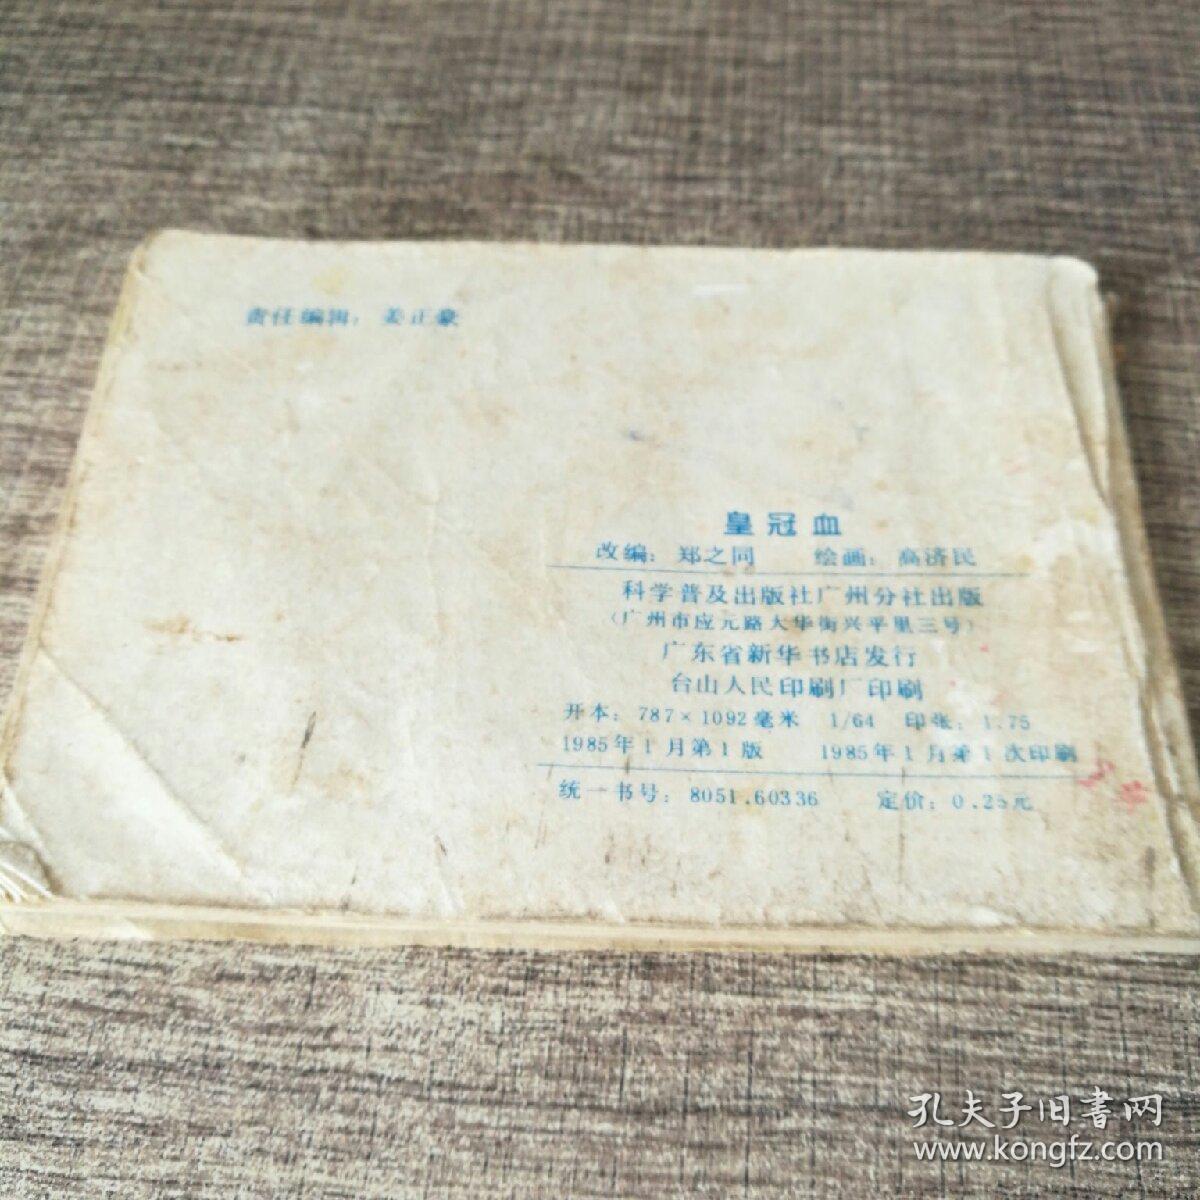 责任编辑：姜正豪
皇冠血
改编：郑之同 绘画：高济民
科学普及出版社广州分社出版
（广州市应元路大华街兴平里三号）
广东省新华书店发行
台山人民印刷厂印刷
开本：787×1092毫米 1/64 印张：1.75
1985年1月第1版 1985年1月第1次印刷
统一书号：8051.60336 定价：0.25元
孔夫子旧書网
www.kongfz.com